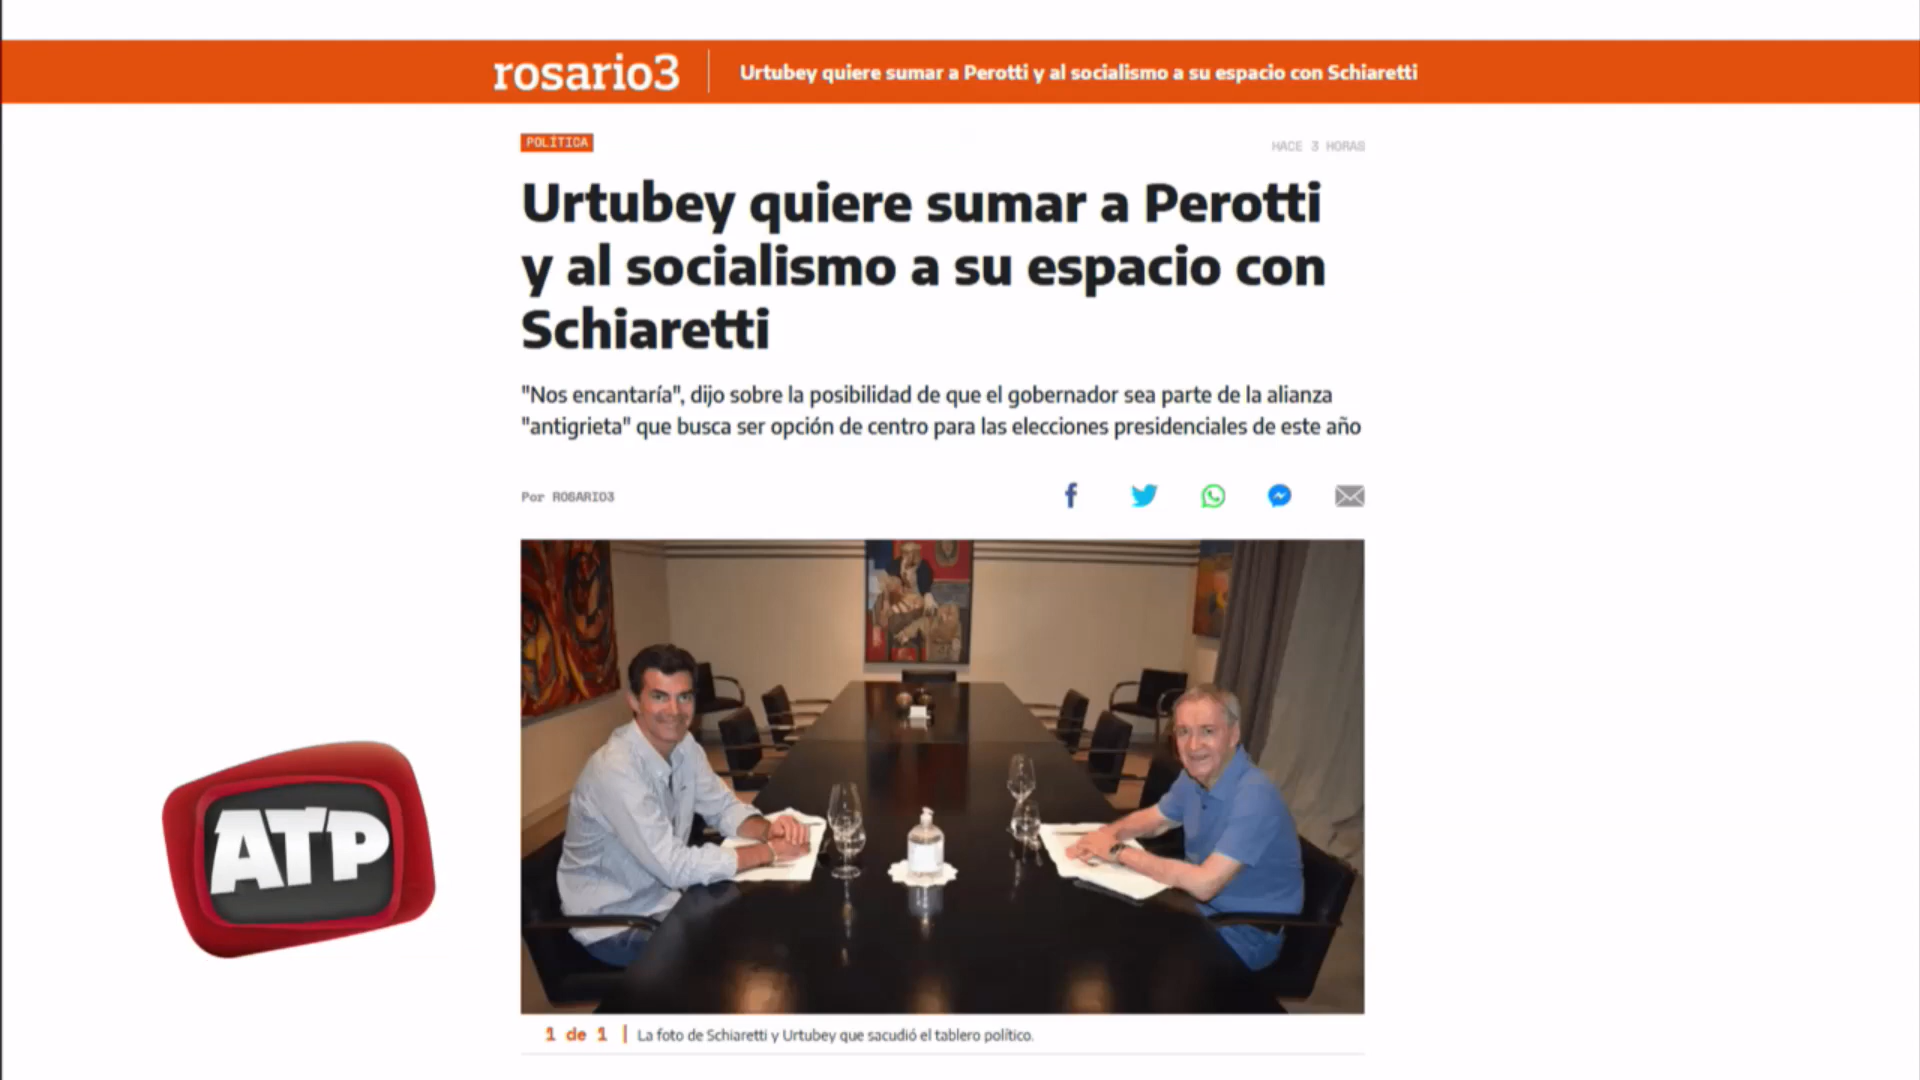 rosario3
Urtubey quiere sumar a Perotti y al socialismo a su espacio con Schiaretti
POLÍTICA
HACE 3 HORAS
Urtubey quiere sumar a Perotti
y al socialismo a su espacio con
Schiaretti
"Nos encantaría", dijo sobre la posibilidad de que el gobernador sea parte de la alianza
"antigrieta" que busca ser opción de centro para las elecciones presidenciales de este año
Por ROSARIO3
ATP
1 de 1 | La foto de Schiaretti y Urtubey que sacudió el tablero político.